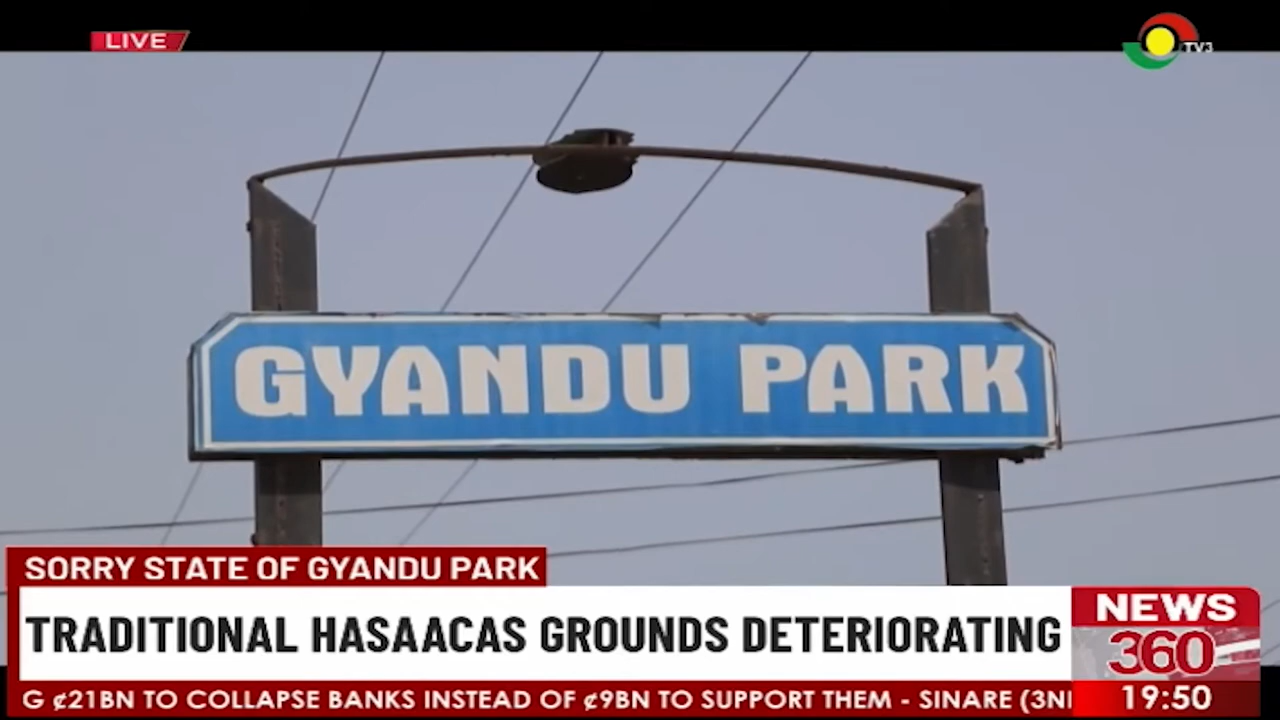 LIVE
TV3
GYANDU PARK
SORRY STATE OF GYANDU PARK
TRADITIONAL HASAACAS GROUNDS DETERIORATING
NEWS
360
G ¢21BN TO COLLAPSE BANKS INSTEAD OF ¢9BN TO SUPPORT THEM - SINARE (3NI
19:50